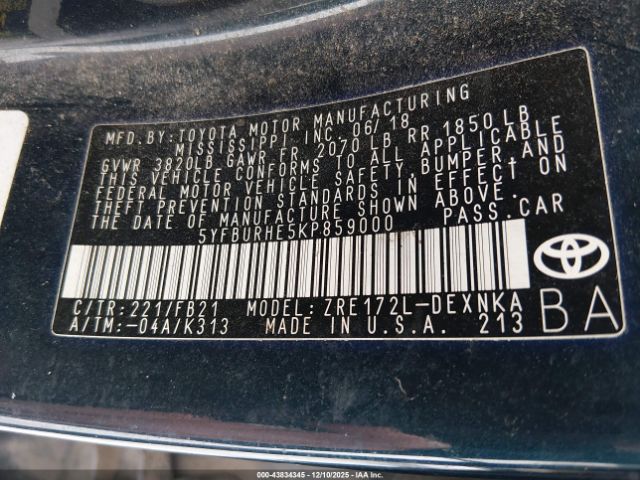 MFD.BY:TOYOTA MOTOR MANUFACTURING
MISSISSIPPI INC. 06/18
GVWR 3820LB GAWR FR 2070 LB RR 1850 LB
THIS VEHICLE CONFORMS TO ALL APPLICABLE
FEDERAL MOTOR VEHICLE SAFETY, BUMPER, AND
THEFT PREVENTION STANDARDS IN EFFECT ON
THE DATE OF MANUFACTURE SHOWN ABOVE.
5YFBURHE5KP859000 PASS.CAR
C/TR:221/FB21 MODEL:ZRE172L-DEXNKA
A/TM:-04A/K313 MADE IN U.S.A. 213
BA
000-43834345 - 12/10/2025 - IAA Inc.